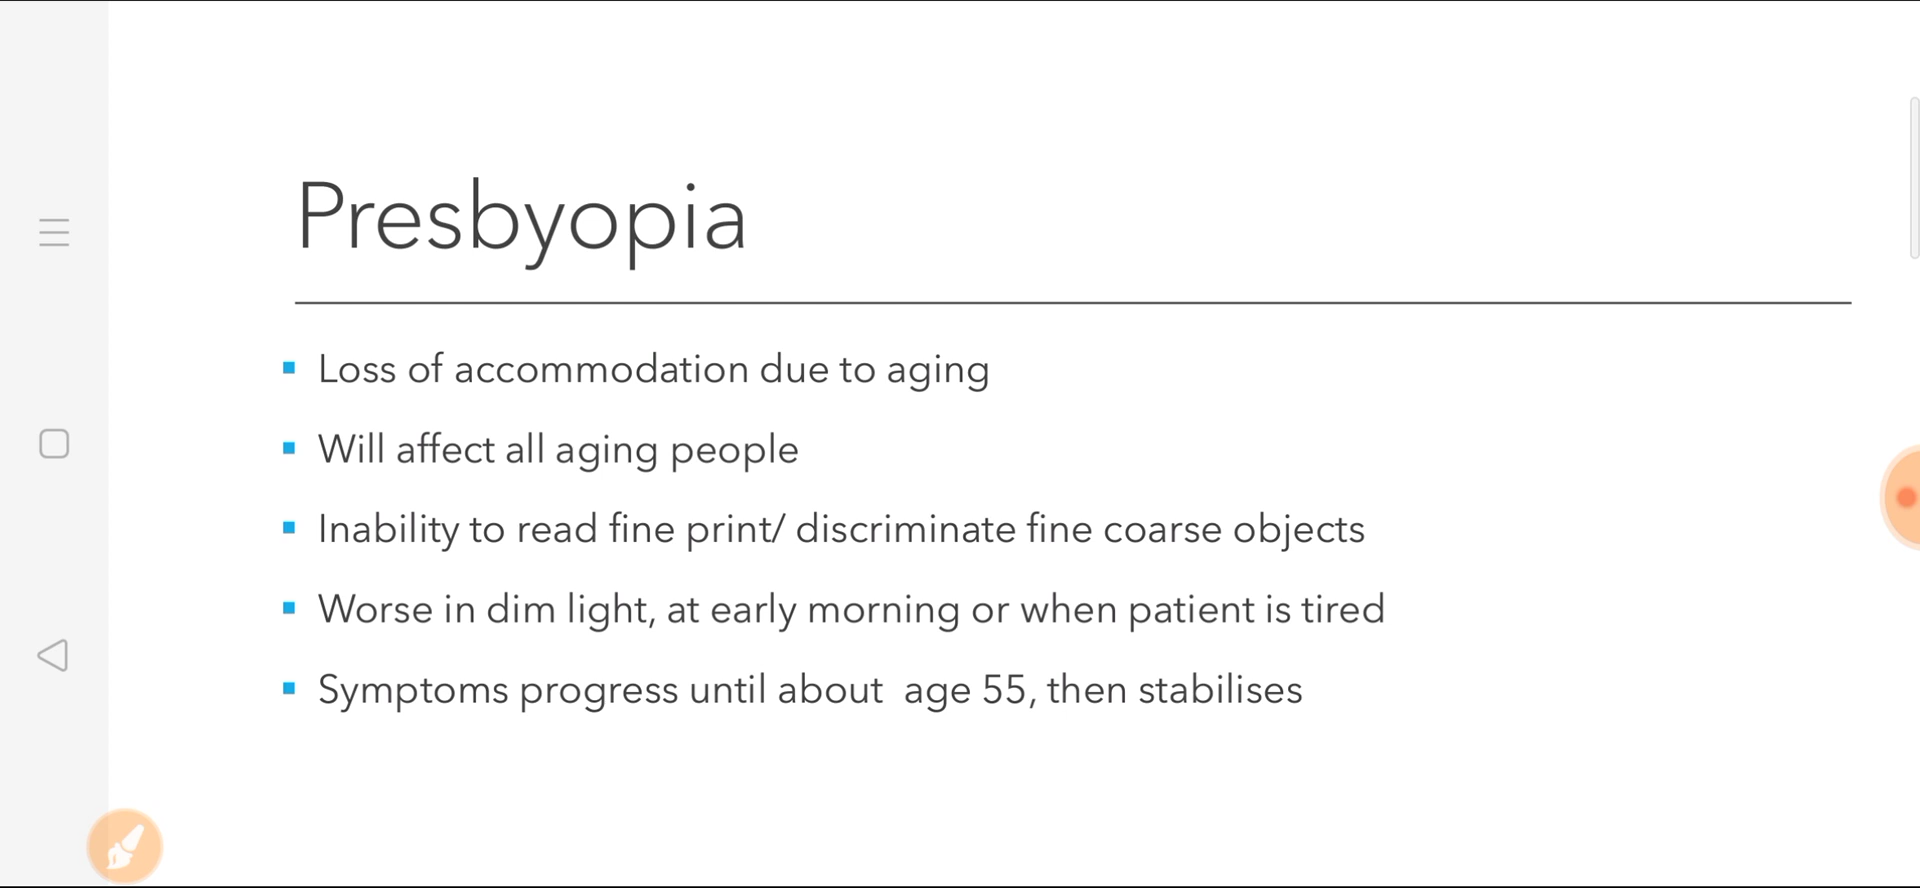 Presbyopia
Loss of accommodation due to aging
Will affect all aging people
Inability to read fine print/ discriminate fine coarse objects
Worse in dim light, at early morning or when patient is tired
Symptoms progress until about  age 55, then stabilises